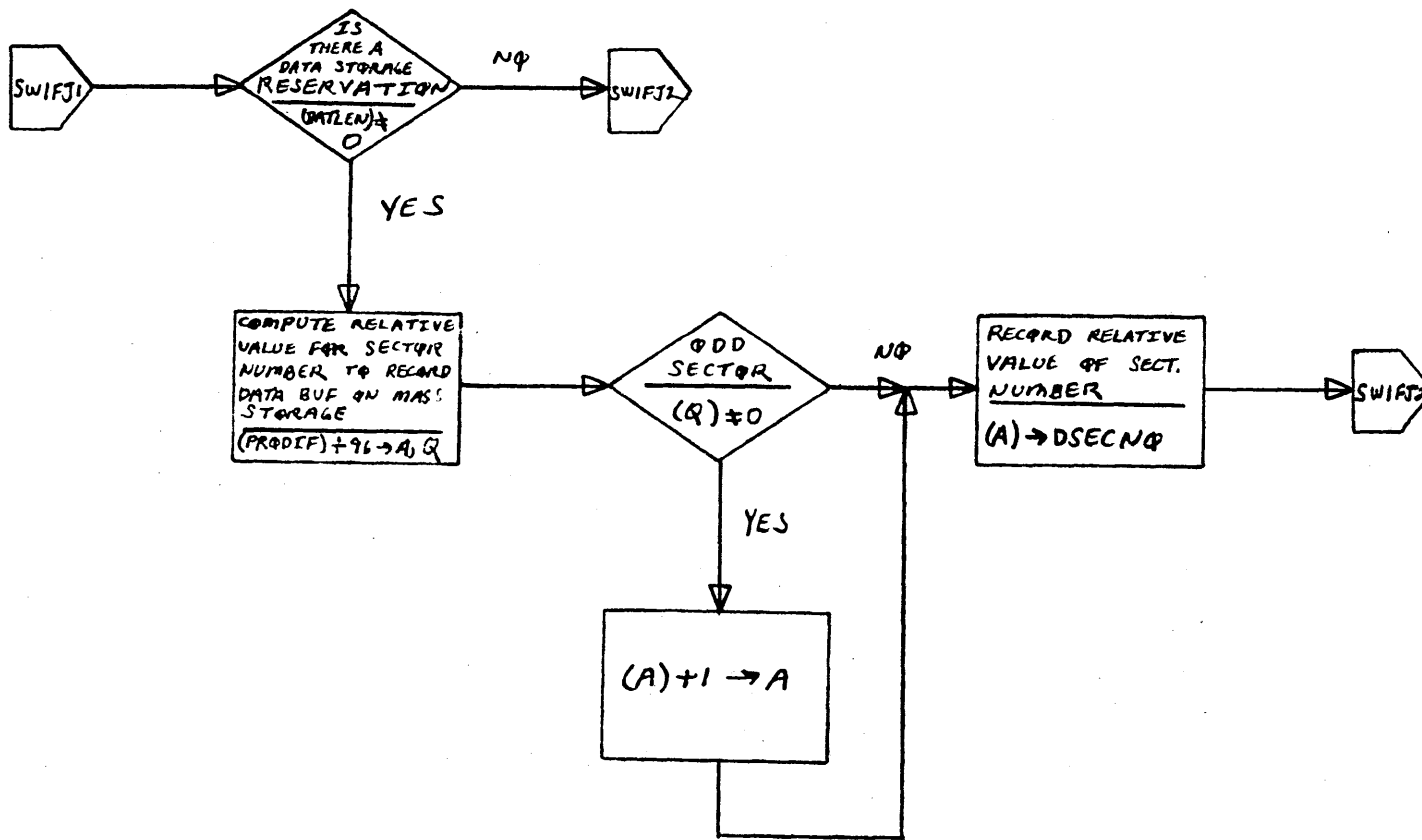 SWIFJ1
IS
THERE A
DATA STORAGE
RESERVATION
(DATLEN)≠
0
NO
SWIFJ2
YES
COMPUTE RELATIVE
VALUE FOR SECTOR
NUMBER TO RECORD
DATA BUF ON MASS
STORAGE
(PRODIF)÷96→A,Q
ODD
SECTOR
(Q)≠0
NO
RECORD RELATIVE
VALUE OF SECT.
NUMBER
(A)→DSECNO
SWIFJ2
YES
(A)+1→A